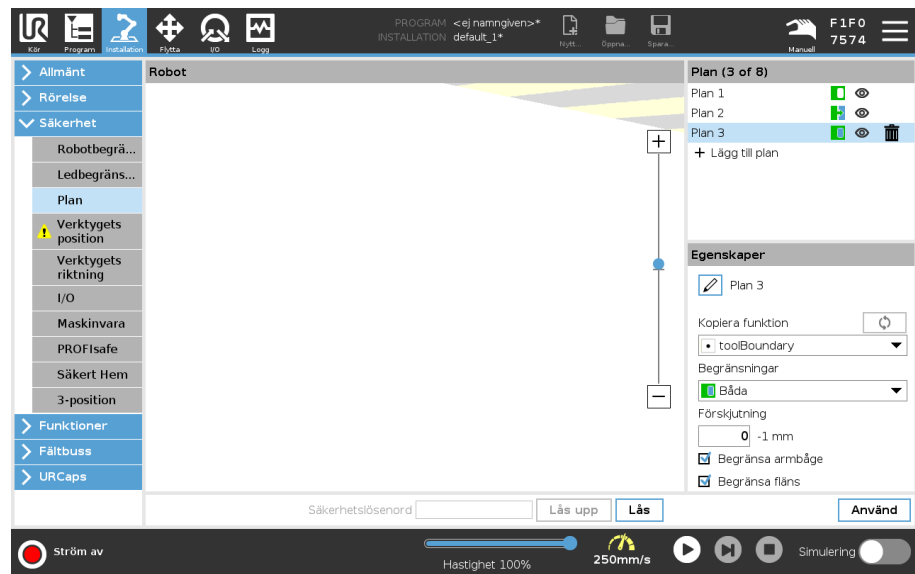 UR
Kör
Program
Installation
Flytta
I/O
Logg
PROGRAM <ej namngiven>*
INSTALLATION default_1*
Nytt...
Öppna...
Spara...
Manuell
F1F0
7574
Allmänt
Rörelse
Säkerhet
Robotbegrä...
Ledbegräns...
Plan
Verktygets
position
Verktygets
riktning
I/O
Maskinvara
PROFIsafe
Säkert Hem
3-position
Funktioner
Fältbuss
URCaps
Robot
Plan (3 of 8)
Plan 1
Plan 2
Plan 3
+ Lägg till plan
Egenskaper
Plan 3
Kopiera funktion
toolBoundary
Begränsningar
Båda
Förskjutning
0 -1 mm
Begränsa armbåge
Begränsa fläns
Säkerhetslösenord
Lås upp
Lås
Använd
Ström av
Hastighet 100%
250mm/s
Simulering